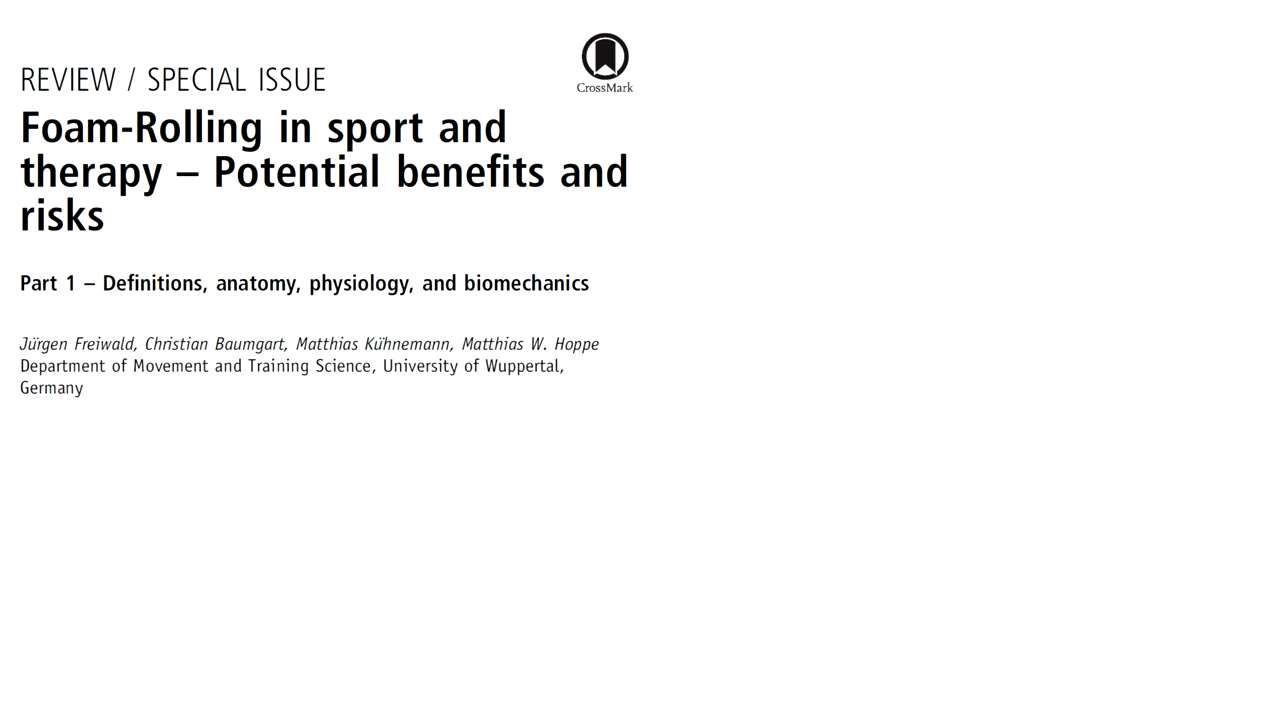 CrossMark
REVIEW / SPECIAL ISSUE
Foam-Rolling in sport and
therapy – Potential benefits and
risks
Part 1 – Definitions, anatomy, physiology, and biomechanics
Jürgen Freiwald, Christian Baumgart, Matthias Kühnemann, Matthias W. Hoppe
Department of Movement and Training Science, University of Wuppertal,
Germany